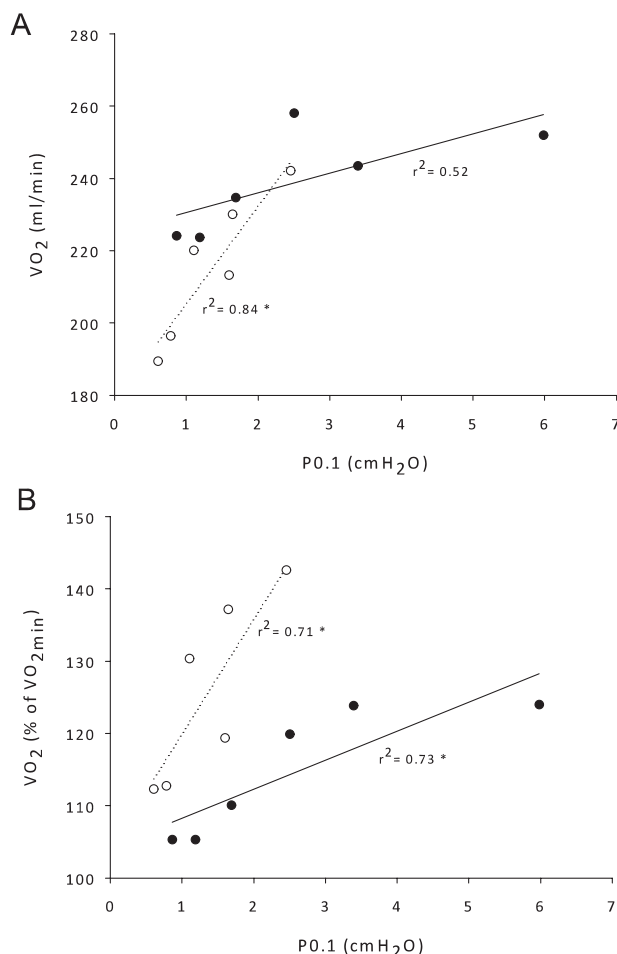 A
280
260
240
220
200
180
VO2 (ml/min)
r2= 0.52
r2= 0.84 *
0 1 2 3 4 5 6 7
P0.1 (cmH2O)
B
150
140
130
120
110
100
VO2 (% of VO2min)
r2= 0.71 *
r2= 0.73 *
0 1 2 3 4 5 6 7
P0.1 (cmH2O)